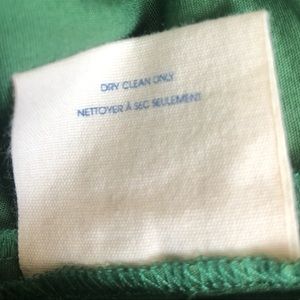 DRY CLEAN ONLY
NETTOYER À SEC SEULEMENT